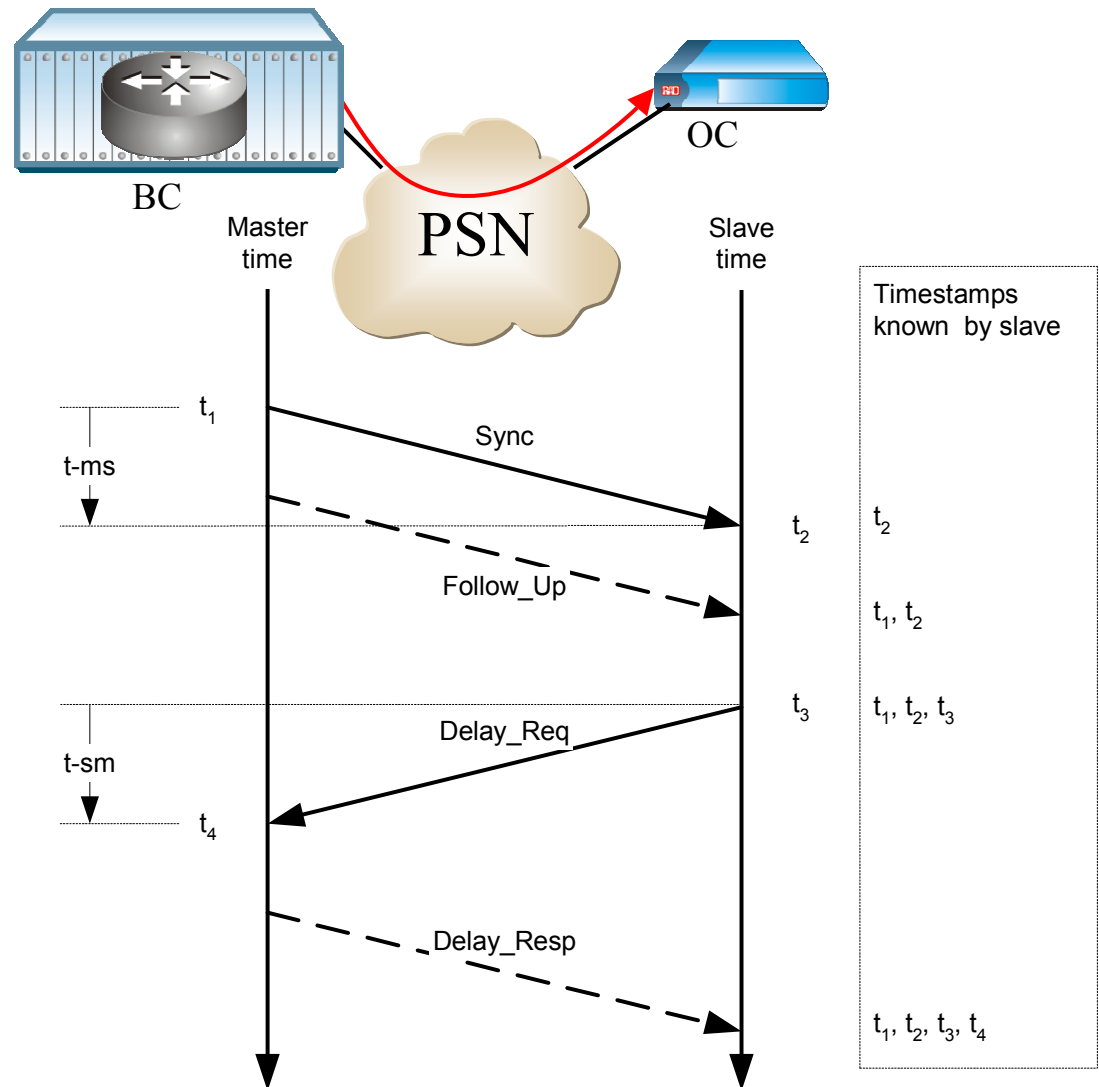 RAD
OC
BC
PSN
Master
time
Slave
time
Timestamps
known by slave
t1
Sync
t-ms
t2
t2
Follow_Up
t1, t2
t3
t1, t2, t3
Delay_Req
t-sm
t4
Delay_Resp
t1, t2, t3, t4